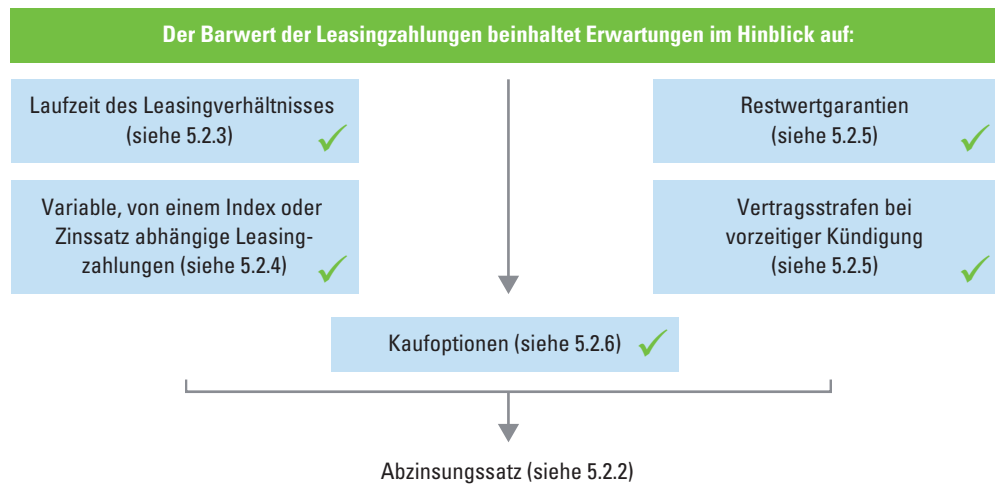 Der Barwert der Leasingzahlungen beinhaltet Erwartungen im Hinblick auf:
Laufzeit des Leasingverhältnisses
(siehe 5.2.3)
Variable, von einem Index oder
Zinssatz abhängige Leasing-
zahlungen (siehe 5.2.4)
Restwertgarantien
(siehe 5.2.5)
Vertragsstrafen bei
vorzeitiger Kündigung
(siehe 5.2.5)
Kaufoptionen (siehe 5.2.6)
Abzinsungssatz (siehe 5.2.2)